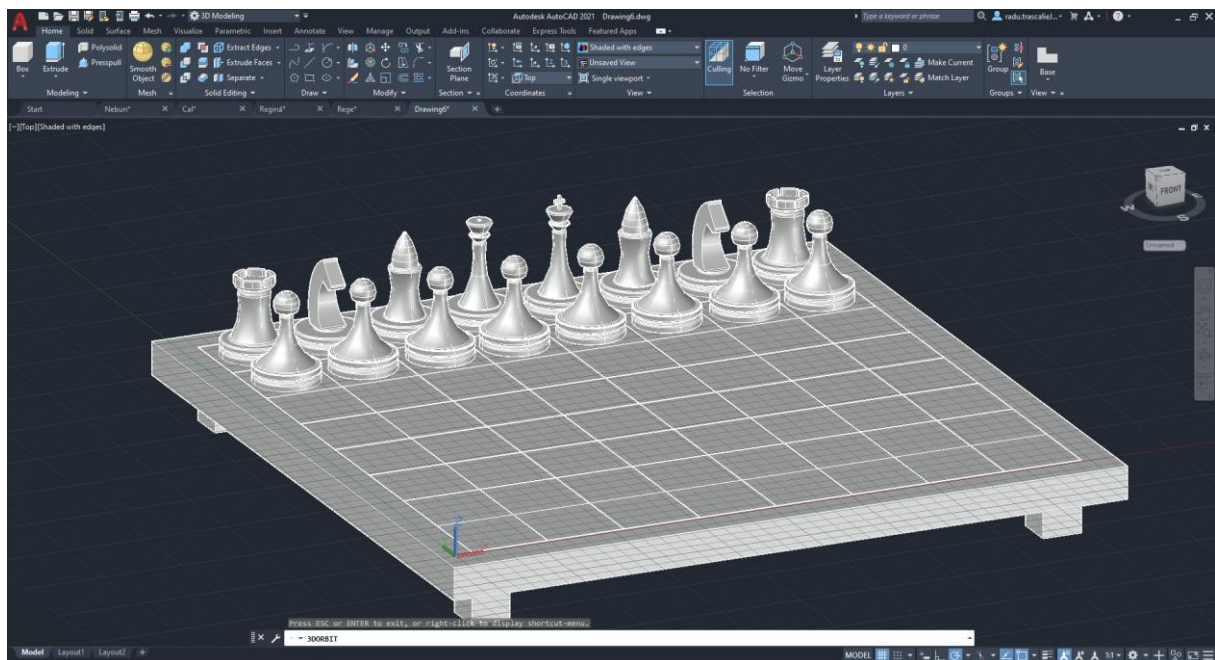 3D Modeling
Autodesk AutoCAD 2021 Drawing6.dwg
Type a keyword or phrase
radu.trascaliel...
Home Solid Surface Mesh Visualize Parametric Insert Annotate View Manage Output Add-ins Collaborate Express Tools Featured Apps
Box
Extrude
Polysolid
Presspull
Smooth Object
Extract Edges
Extrude Faces
Separate
Section Plane
Top
Shaded with edges
Unsaved View
Single viewport
Culling
No Filter
Move Gizmo
Layer Properties
0
Make Current
Match Layer
Group
Base
Modeling Mesh Solid Editing Draw Modify Section Coordinates View Selection Layers Groups View
Start Nebun* Cal* Regină* Rege* Drawing6*
[−][Top][Shaded with edges]
FRONT
W
S
Unnamed
Press ESC or ENTER to exit, or right-click to display shortcut-menu.
3DORBIT
Model Layout1 Layout2 +
MODEL 1:1